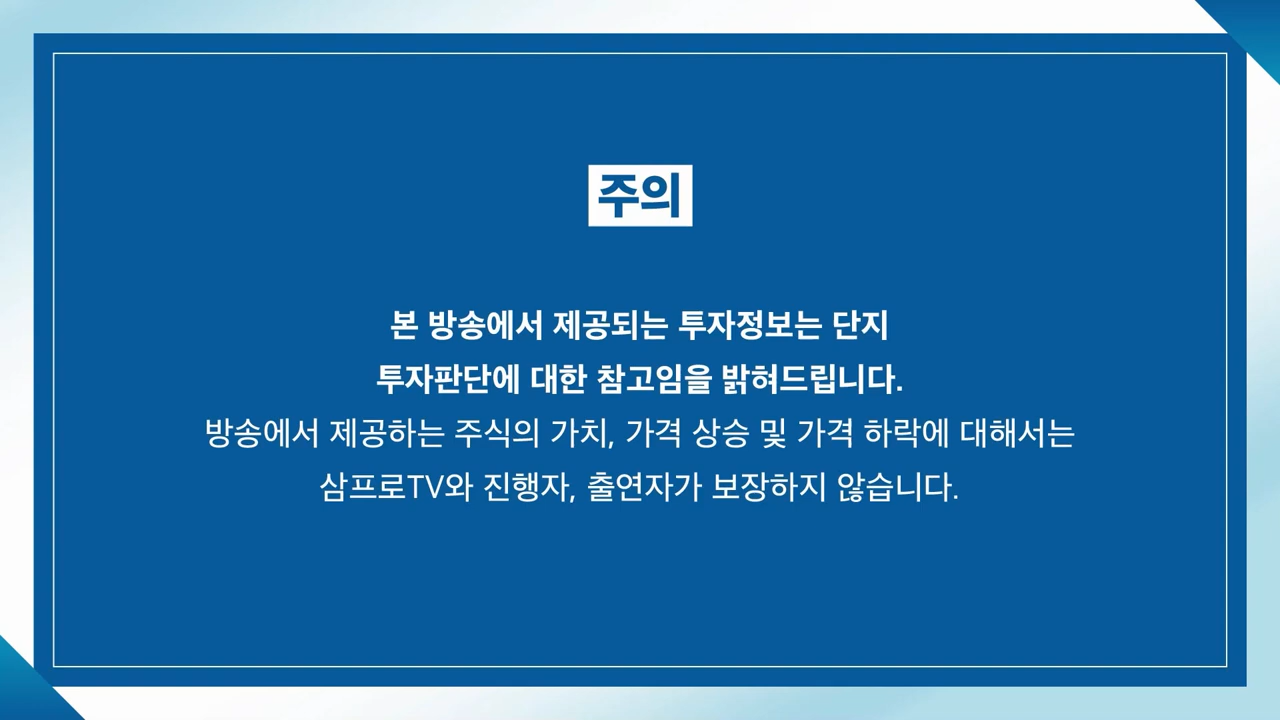 주의
본 방송에서 제공되는 투자정보는 단지
투자판단에 대한 참고임을 밝혀드립니다.
방송에서 제공하는 주식의 가치, 가격 상승 및 가격 하락에 대해서는
삼프로TV와 진행자, 출연자가 보장하지 않습니다.